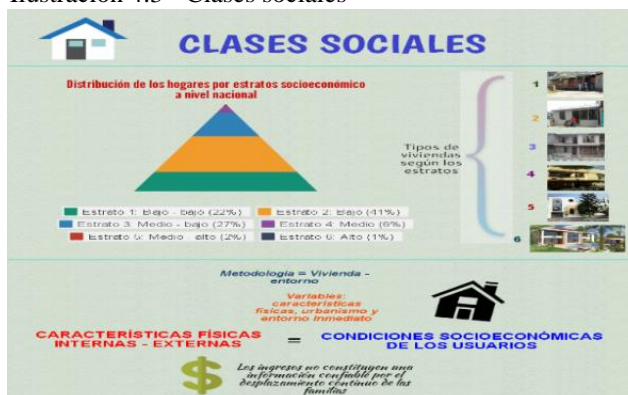 Ilustración 4.3 - Clases sociales
CLASES SOCIALES
Distribución de los hogares por estratos socioeconómico
a nivel nacional
Estrato 1: Bajo - bajo (22%)
Estrato 2: Bajo (41%)
Estrato 3: Medio - bajo (27%)
Estrato 4: Medio (6%)
Estrato 5: Medio - alto (2%)
Estrato 6: Alto (1%)
Tipos de
viviendas
según los
estratos
1
2
3
4
5
6
Metodologia = Vivienda -
entorno
Variables:
características
físicas, urbanismo y
entorno inmediato
CARACTERÍSTICAS FÍSICAS
INTERNAS - EXTERNAS
=
CONDICIONES SOCIOECONÓMICAS
DE LOS USUARIOS
$
Los ingresos no constituyen una
información confiable por el
desplazamiento continuo de las
familias